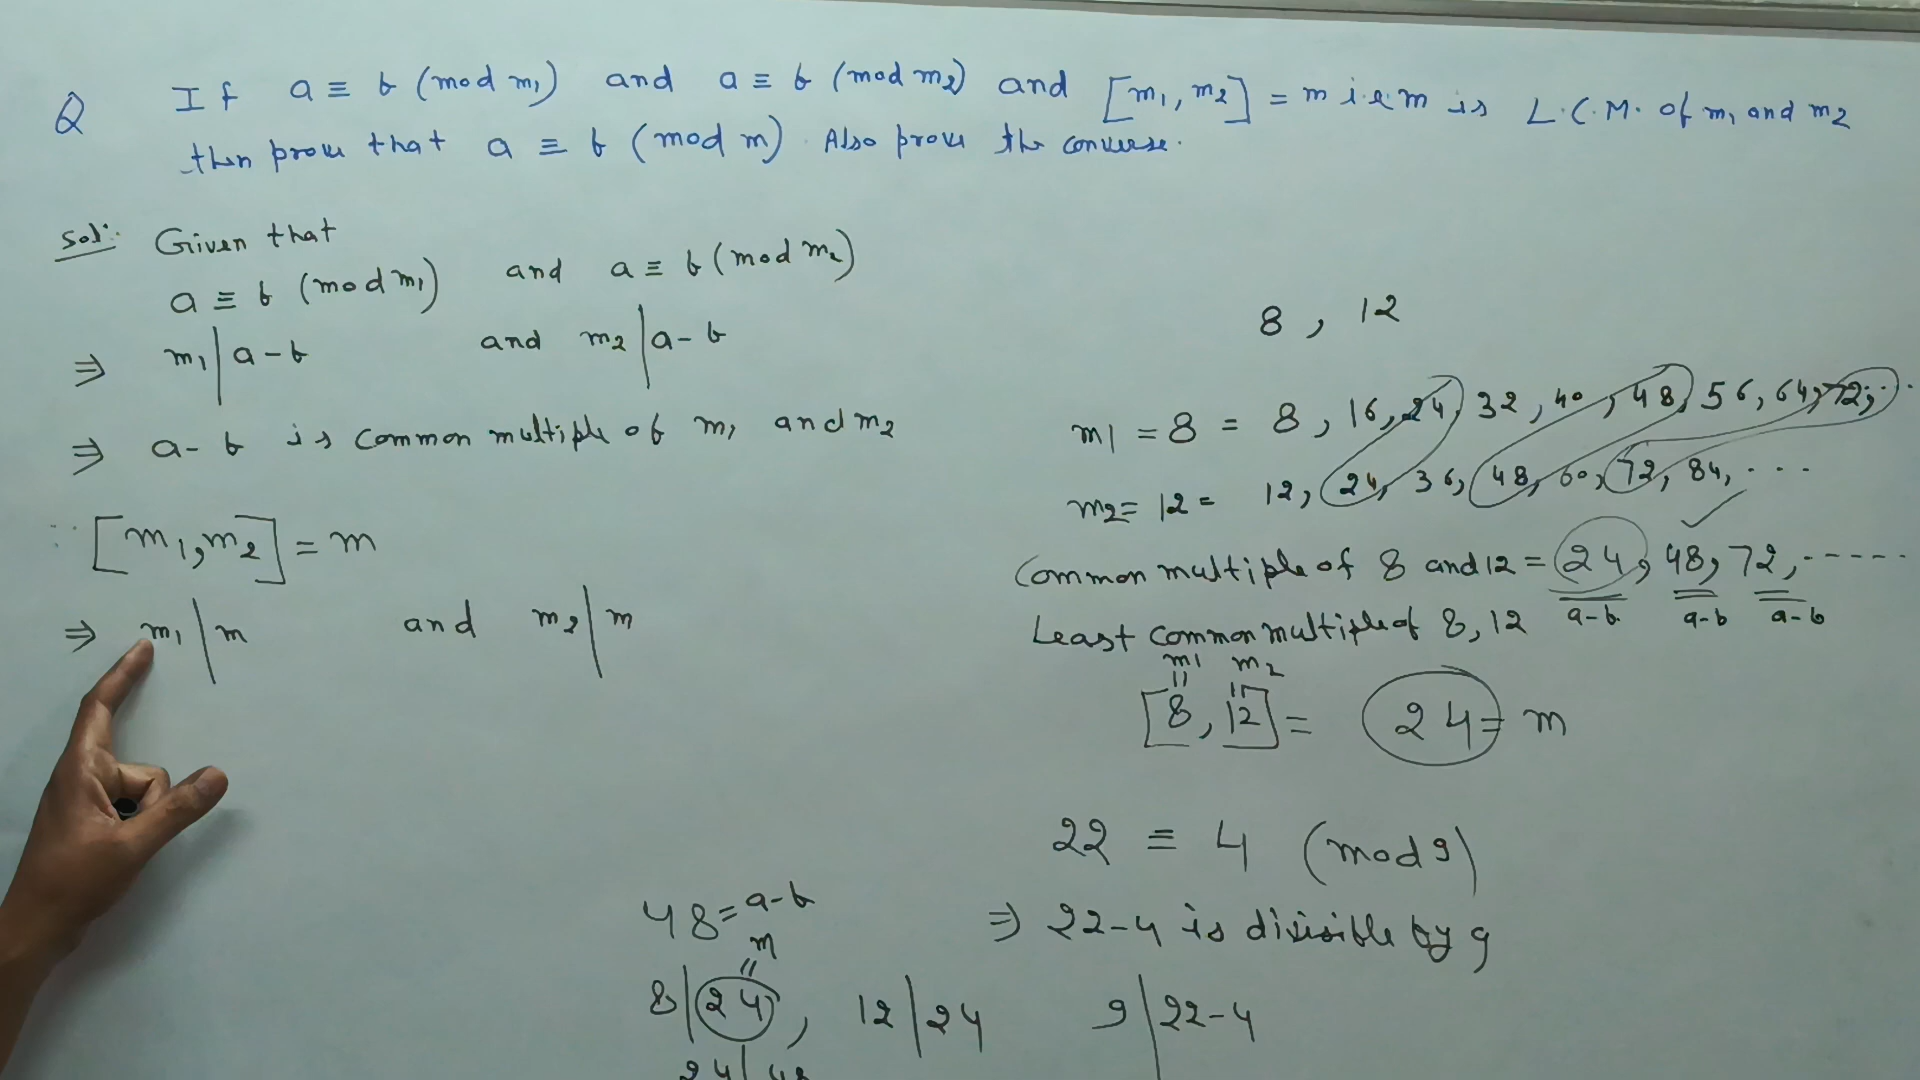 Q If a ≡ b (mod m1) and a ≡ b (mod m2) and [m1, m2] = m i.e m is L.C.M. of m1 and m2
then prove that a ≡ b (mod m). Also prove the converse.
Sol: Given that
a ≡ b (mod m1) and a ≡ b (mod m2)
⇒ m1 | a-b and m2 | a-b
⇒ a-b is common multiple of m1 and m2
∵ [m1, m2] = m
⇒ m1 | m and m2 | m
8, 12
m1 = 8 = 8, 16, 24, 32, 40, 48, 56, 64, 72, ...
m2 = 12 = 12, 24, 36, 48, 60, 72, 84, ...
✓
Common multiple of 8 and 12 = 24, 48, 72, -----
a-b a-b a-b
Least common multiple of 8, 12
m1 m2
[8, 12] = 24 = m
22 ≡ 4 (mod 9)
⇒ 22-4 is divisible by 9
9 | 22-4
48 = a-b
m
8 | 24, 12 | 24
24 | 48